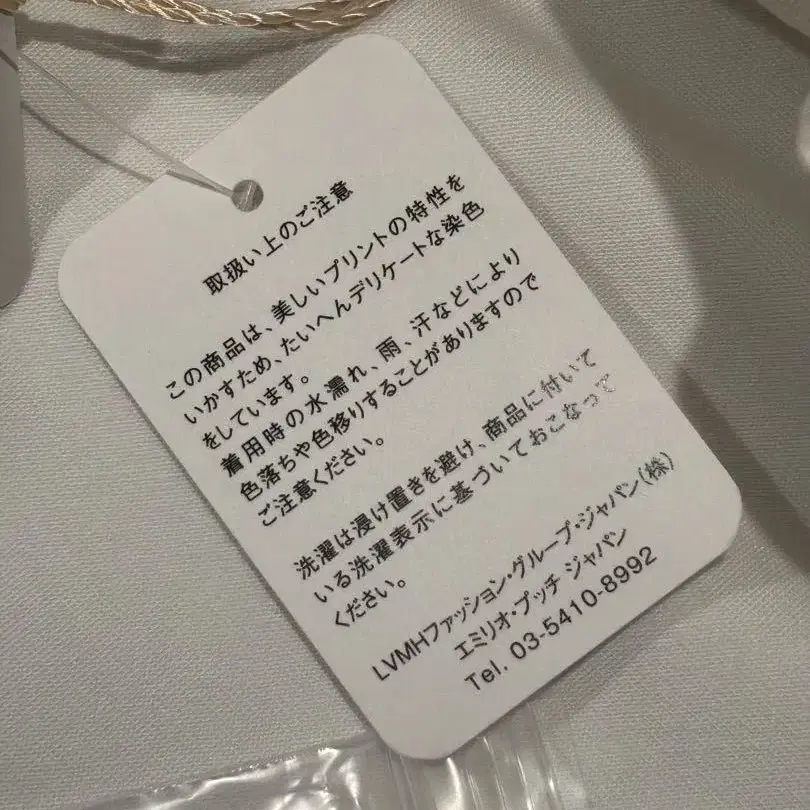 取扱い上のご注意
この商品は、美しいプリントの特性を
いかすため、たいへんデリケートな染色
をしています。
着用時の水濡れ、雨、汗などにより
色落ちや色移りすることがありますので
ご注意ください。
洗濯は浸け置きを避け、商品に付いて
いる洗濯表示に基づいておこなって
ください。
LVMHファッション・グループ・ジャパン(株)
エミリオ・プッチ ジャパン
Tel. 03-5410-8992